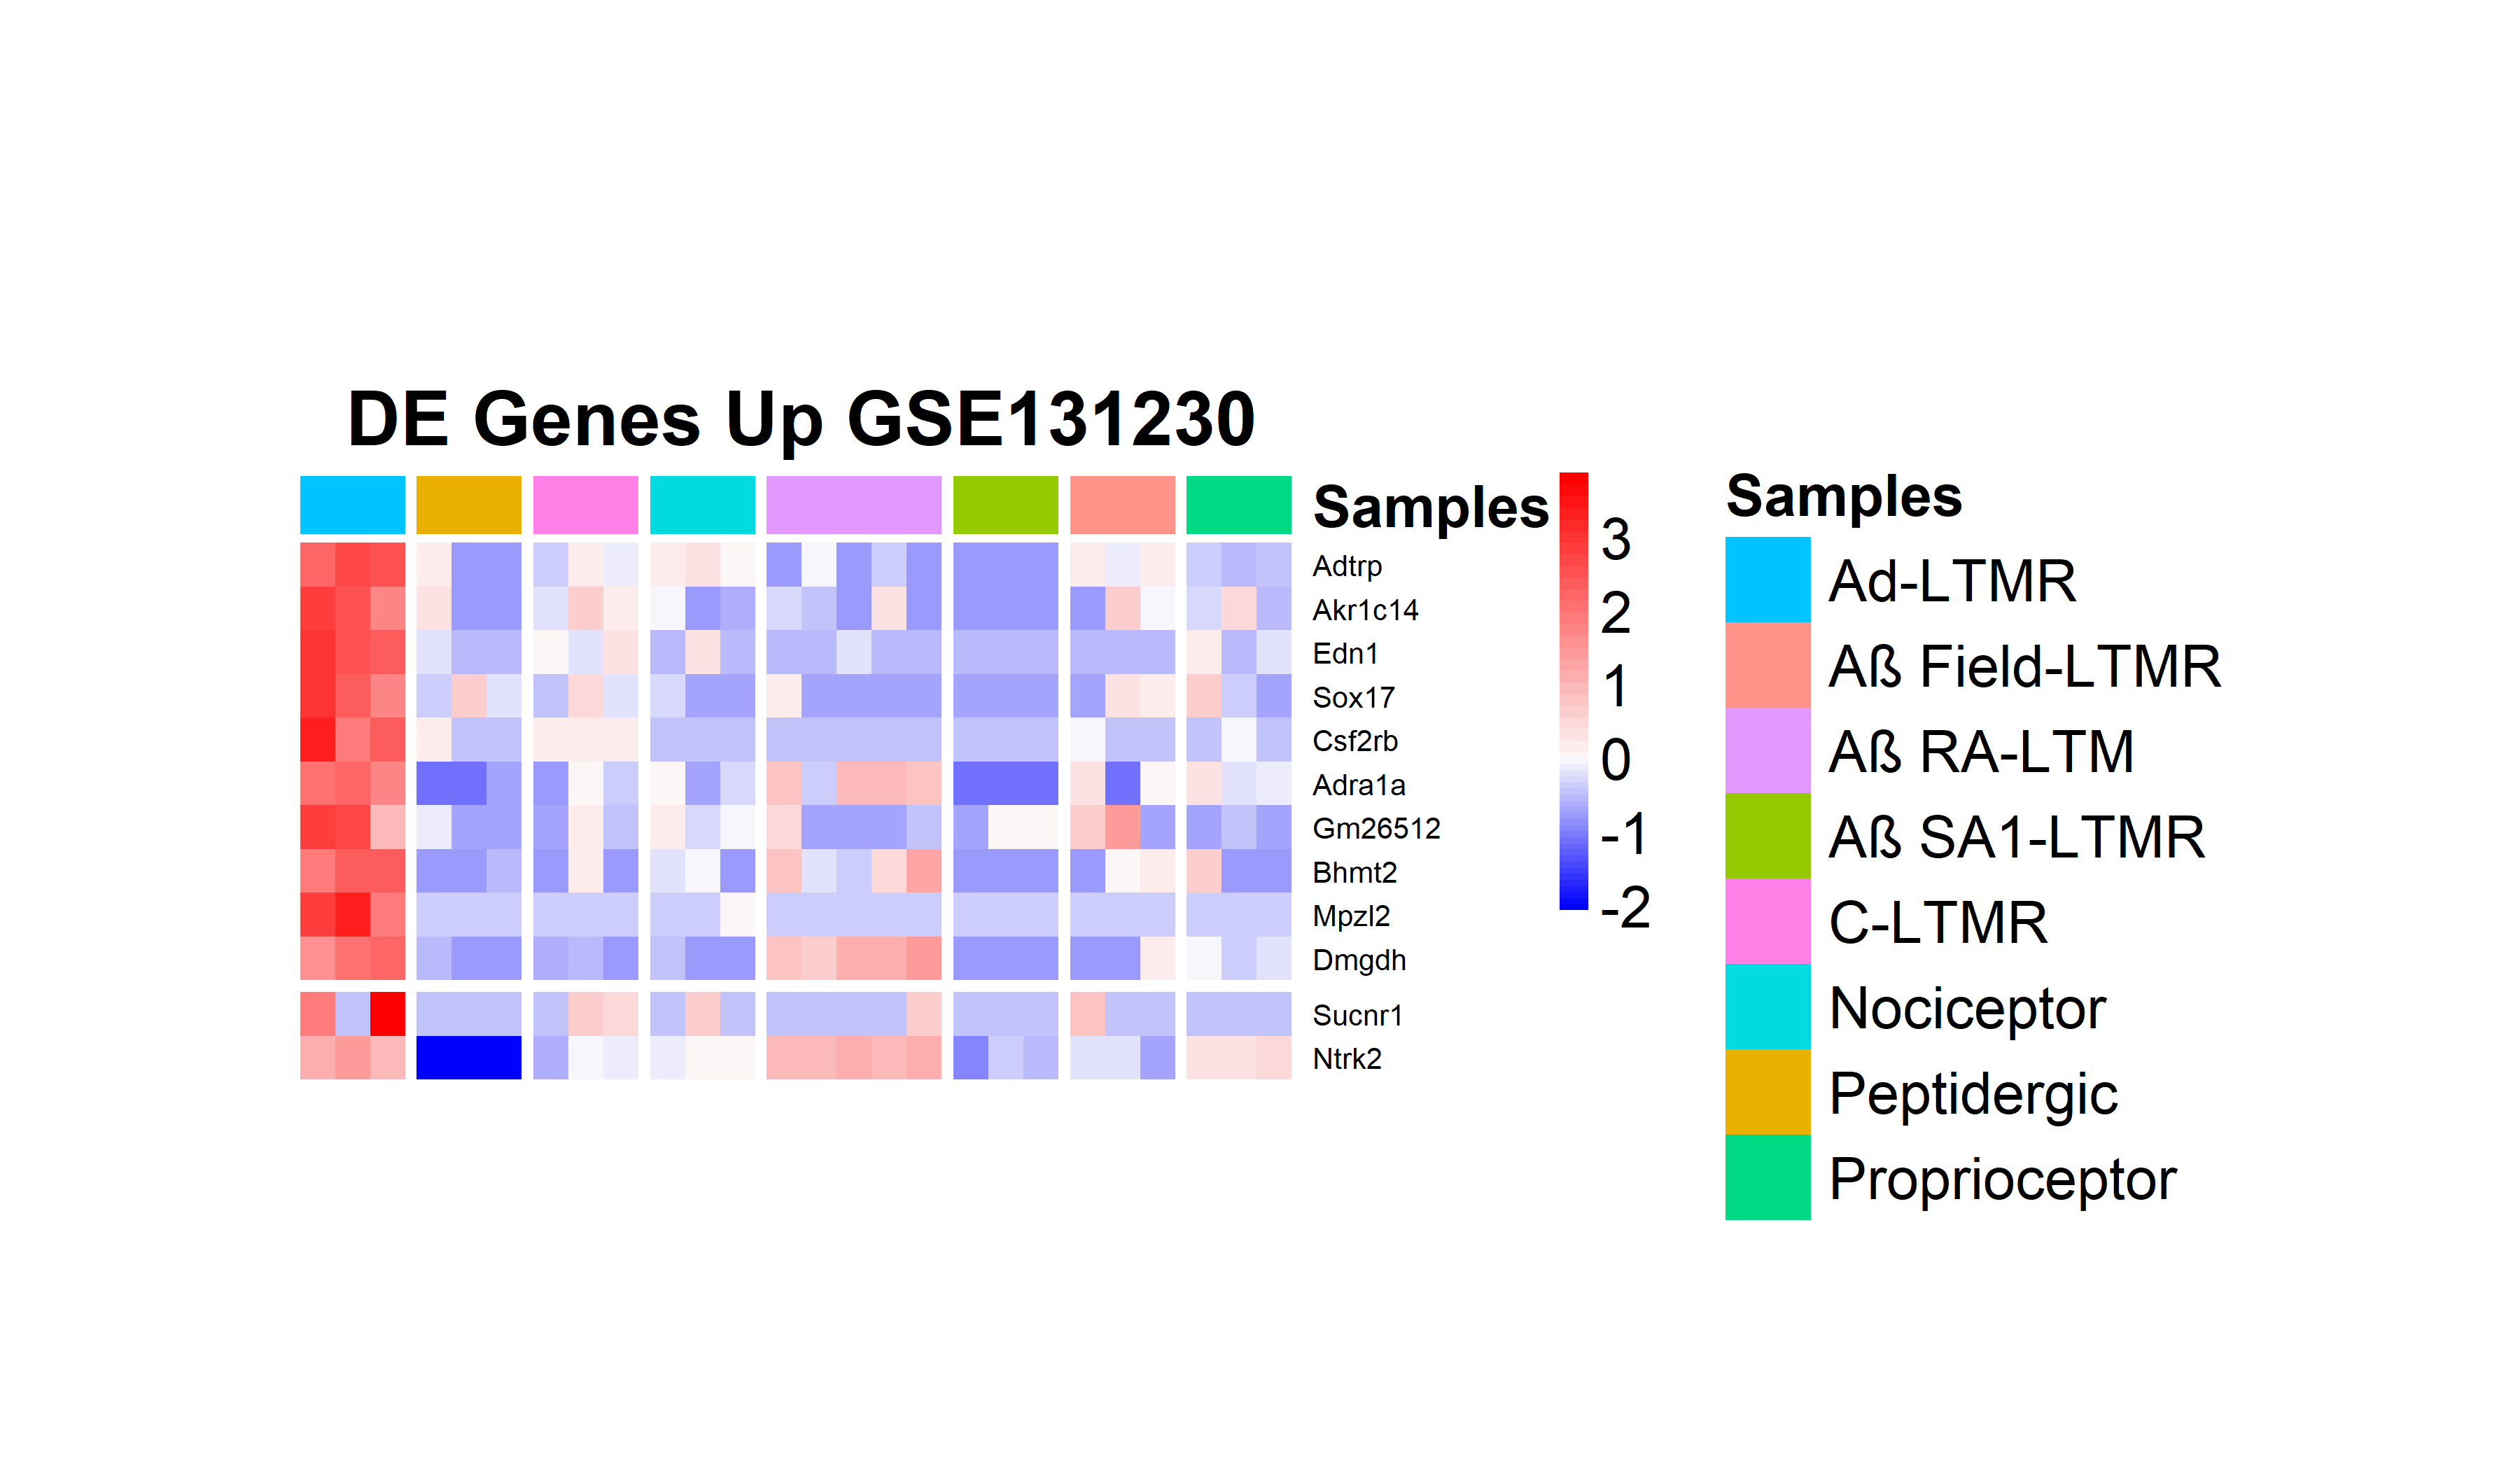 DE Genes Up GSE131230
Samples
Adtrp
Akr1c14
Edn1
Sox17
Csf2rb
Adra1a
Gm26512
Bhmt2
Mpzl2
Dmgdh
Sucnr1
Ntrk2
3
2
1
0
-1
-2
Samples
Ad-LTMR
Aß Field-LTMR
Aß RA-LTM
Aß SA1-LTMR
C-LTMR
Nociceptor
Peptidergic
Proprioceptor